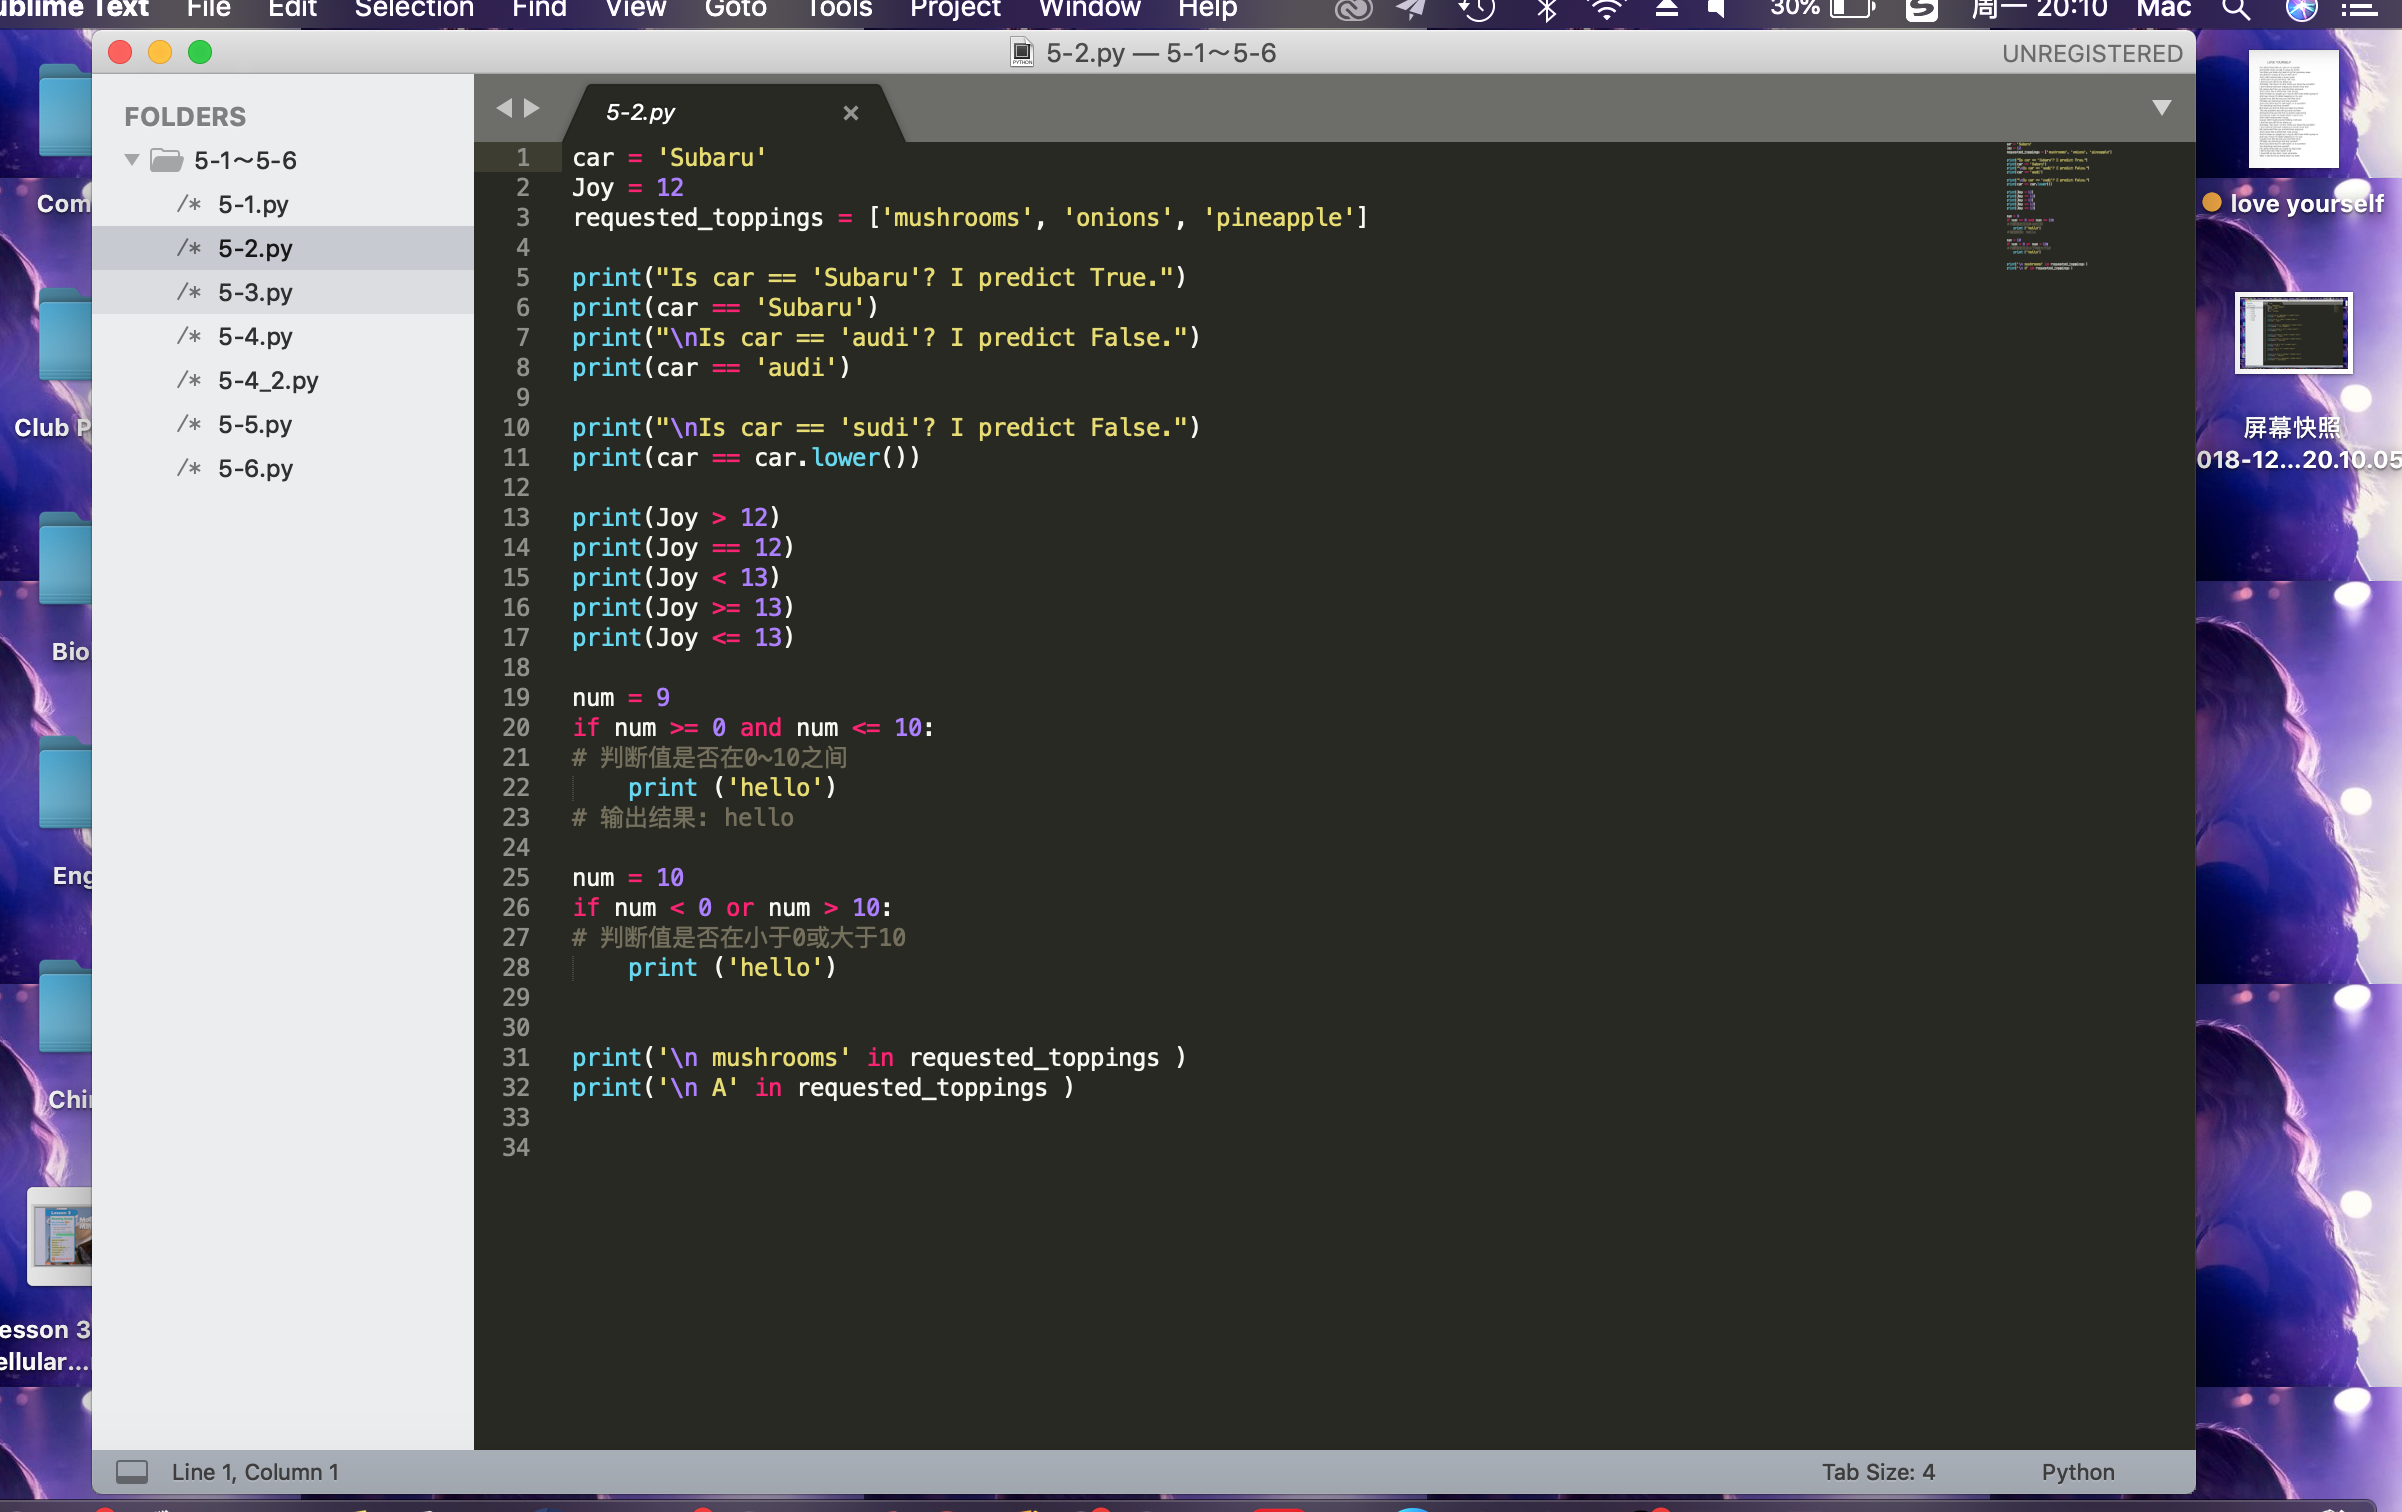 ublime Text File Edit Selection Find View Goto Tools Project Window Help 30% 周一 20:10 Mac
5-2.py — 5-1～5-6
UNREGISTERED
FOLDERS
5-1～5-6
/* 5-1.py
/* 5-2.py
/* 5-3.py
/* 5-4.py
/* 5-4_2.py
/* 5-5.py
/* 5-6.py
5-2.py
1 car = 'Subaru'
2 Joy = 12
3 requested_toppings = ['mushrooms', 'onions', 'pineapple']
4
5 print("Is car == 'Subaru'? I predict True.")
6 print(car == 'Subaru')
7 print("\nIs car == 'audi'? I predict False.")
8 print(car == 'audi')
9
10 print("\nIs car == 'sudi'? I predict False.")
11 print(car == car.lower())
12
13 print(Joy > 12)
14 print(Joy == 12)
15 print(Joy < 13)
16 print(Joy >= 13)
17 print(Joy <= 13)
18
19 num = 9
20 if num >= 0 and num <= 10:
21 # 判断值是否在0~10之间
22 print ('hello')
23 # 输出结果: hello
24
25 num = 10
26 if num < 0 or num > 10:
27 # 判断值是否在小于0或大于10
28 print ('hello')
29
30
31 print('\n mushrooms' in requested_toppings )
32 print('\n A' in requested_toppings )
33
34
Line 1, Column 1
Tab Size: 4
Python
Com
Club P
Bio
Eng
Chi
esson 3
ellular...
love yourself
屏幕快照
018-12...20.10.05